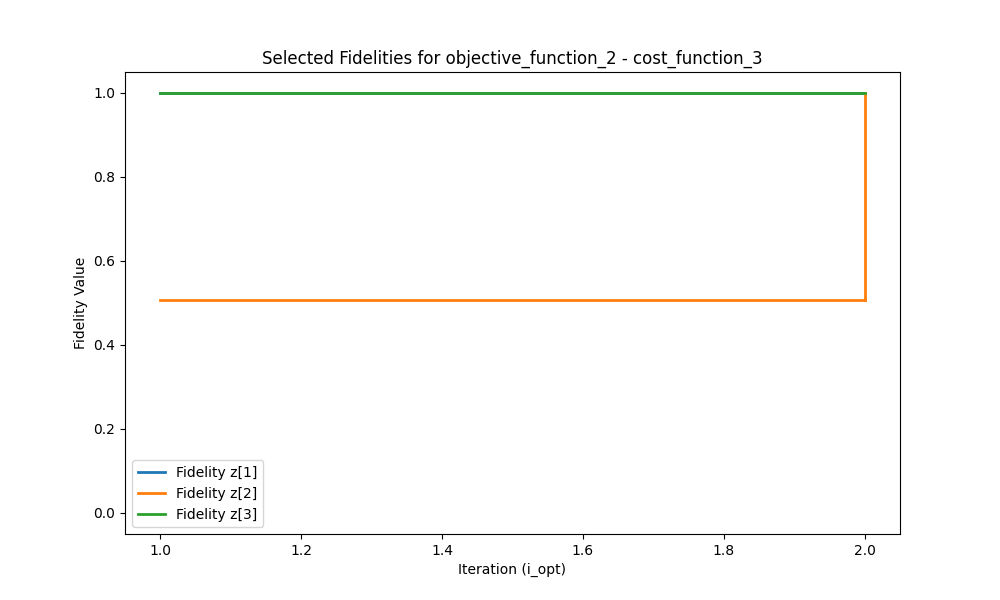 Selected Fidelities for objective_function_2 - cost_function_3
1.0
0.8
0.6
0.4
0.2
0.0
Fidelity Value
Fidelity z[1]
Fidelity z[2]
Fidelity z[3]
1.0 1.2 1.4 1.6 1.8 2.0
Iteration (i_opt)